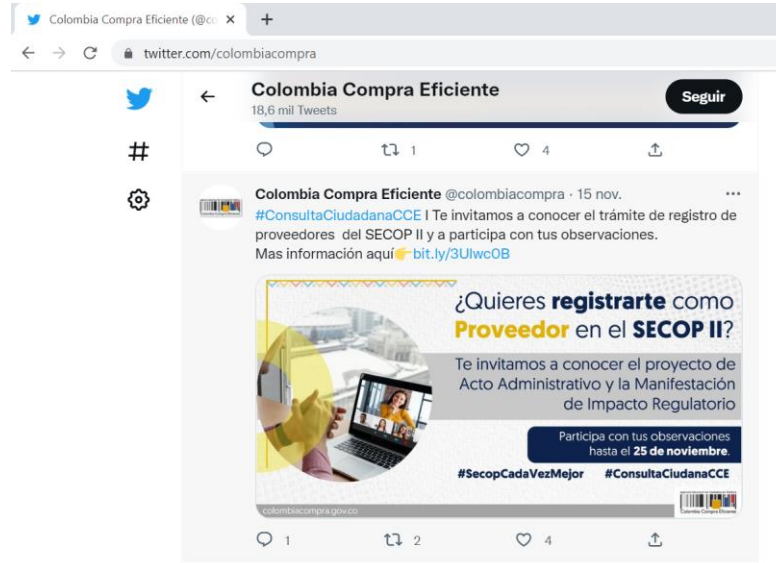 Colombia Compra Eficiente (@co
twitter.com/colombiacompra
Colombia Compra Eficiente
18,6 mil Tweets
Seguir
1
4
Colombia Compra Eficiente @colombiacompra · 15 nov.
#ConsultaCiudadanaCCE I Te invitamos a conocer el trámite de registro de
proveedores del SECOP II y a participa con tus observaciones.
Mas información aquí👉bit.ly/3UIwc0B
¿Quieres registrarte como
Proveedor en el SECOP II?
Te invitamos a conocer el proyecto de
Acto Administrativo y la Manifestación
de Impacto Regulatorio
Participa con tus observaciones
hasta el 25 de noviembre.
#SecopCadaVezMejor #ConsultaCiudanaCCE
colombiacompra.gov.co
Colombia Compra Eficiente
1
2
4